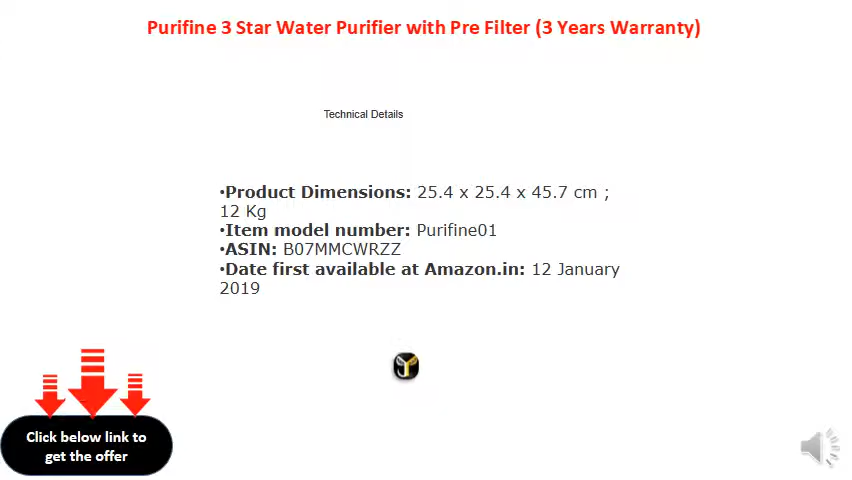 Purifine 3 Star Water Purifier with Pre Filter (3 Years Warranty)
Technical Details
•Product Dimensions: 25.4 x 25.4 x 45.7 cm ;
12 Kg
•Item model number: Purifine01
•ASIN: B07MMCWRZZ
•Date first available at Amazon.in: 12 January
2019
Click below link to
get the offer